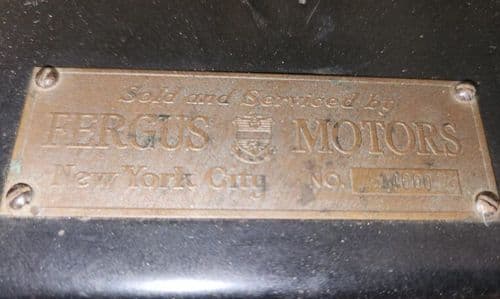 Sold and Serviced by
FERGUS MOTORS
New York City NO.